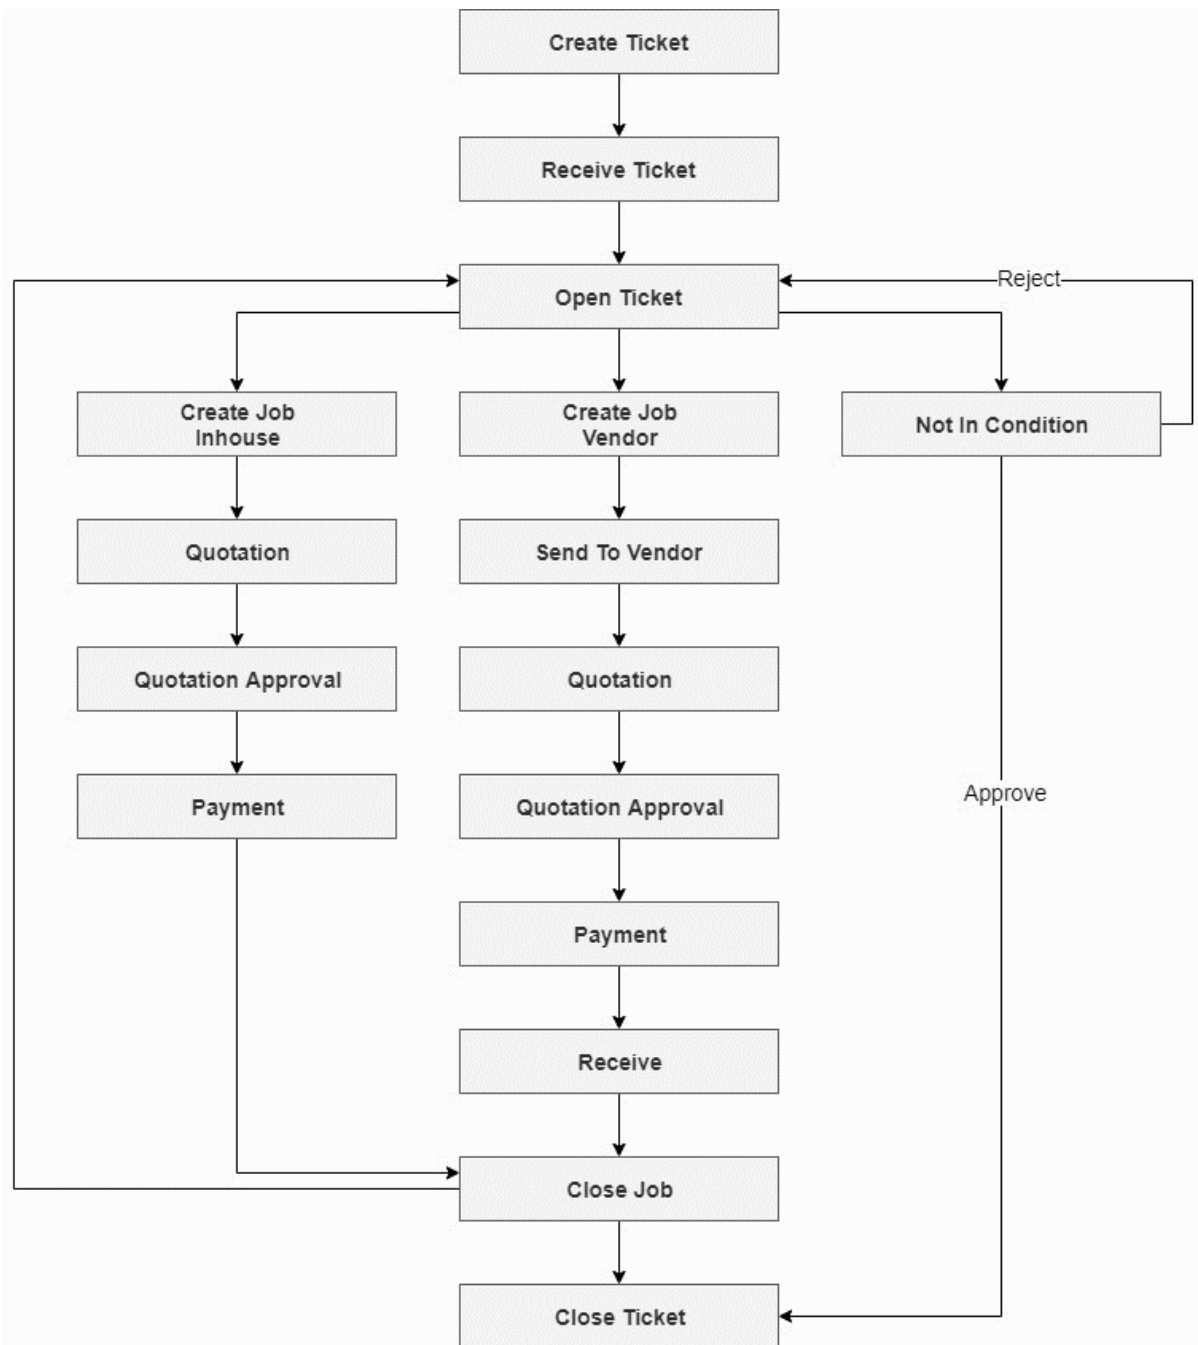 Create Ticket
Receive Ticket
Reject
Open Ticket
Create Job
Inhouse
Create Job
Vendor
Not In Condition
Quotation
Send To Vendor
Quotation Approval
Quotation
Approve
Payment
Quotation Approval
Payment
Receive
Close Job
Close Ticket